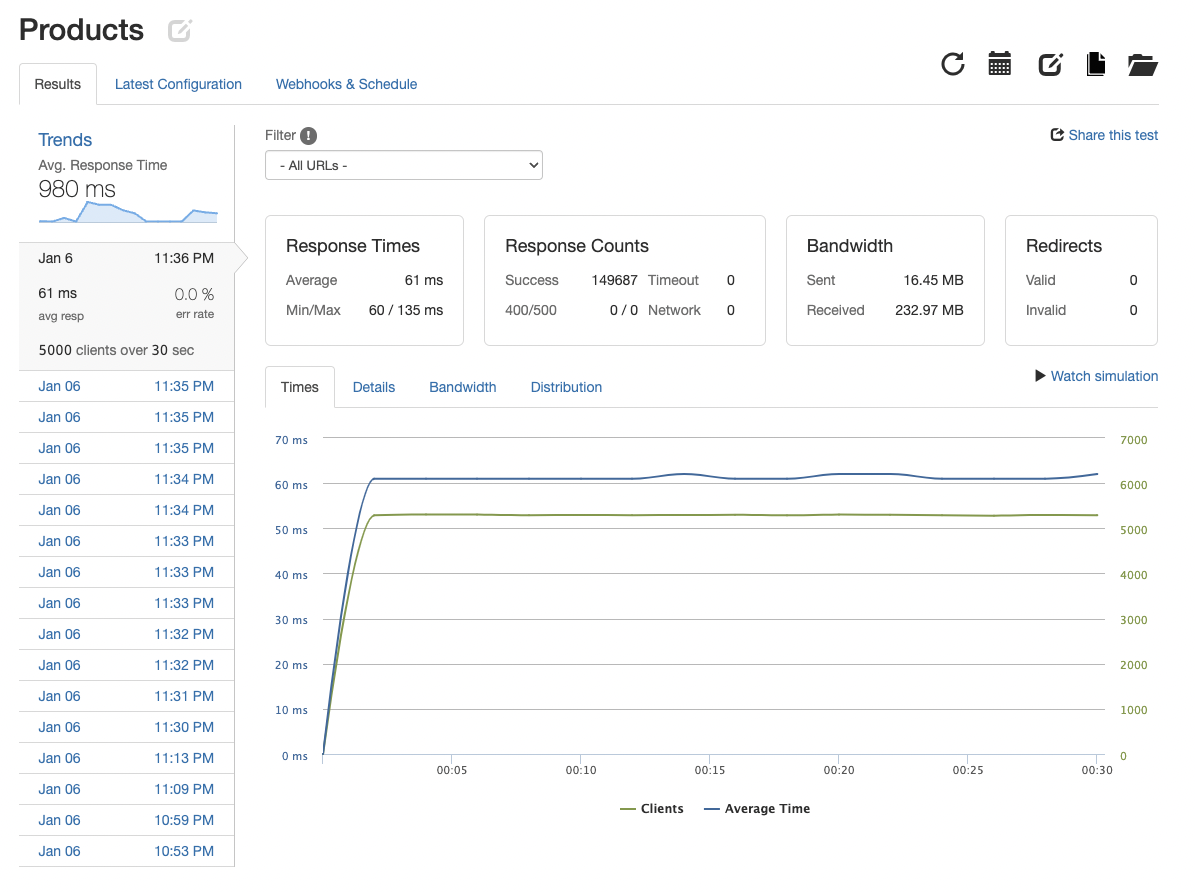 Products
Results Latest Configuration Webhooks & Schedule
Trends
Avg. Response Time
980 ms
Jan 6 11:36 PM
61 ms 0.0 %
avg resp err rate
5000 clients over 30 sec
Jan 06 11:35 PM
Jan 06 11:35 PM
Jan 06 11:35 PM
Jan 06 11:34 PM
Jan 06 11:34 PM
Jan 06 11:33 PM
Jan 06 11:33 PM
Jan 06 11:33 PM
Jan 06 11:32 PM
Jan 06 11:32 PM
Jan 06 11:31 PM
Jan 06 11:30 PM
Jan 06 11:13 PM
Jan 06 11:09 PM
Jan 06 10:59 PM
Jan 06 10:53 PM
Filter !
Share this test
- All URLs -
Response Times
Average 61 ms
Min/Max 60 / 135 ms
Response Counts
Success 149687 Timeout 0
400/500 0 / 0 Network 0
Bandwidth
Sent 16.45 MB
Received 232.97 MB
Redirects
Valid 0
Invalid 0
Times Details Bandwidth Distribution
Watch simulation
70 ms 7000
60 ms 6000
50 ms 5000
40 ms 4000
30 ms 3000
20 ms 2000
10 ms 1000
0 ms 0
00:05 00:10 00:15 00:20 00:25 00:30
Clients Average Time